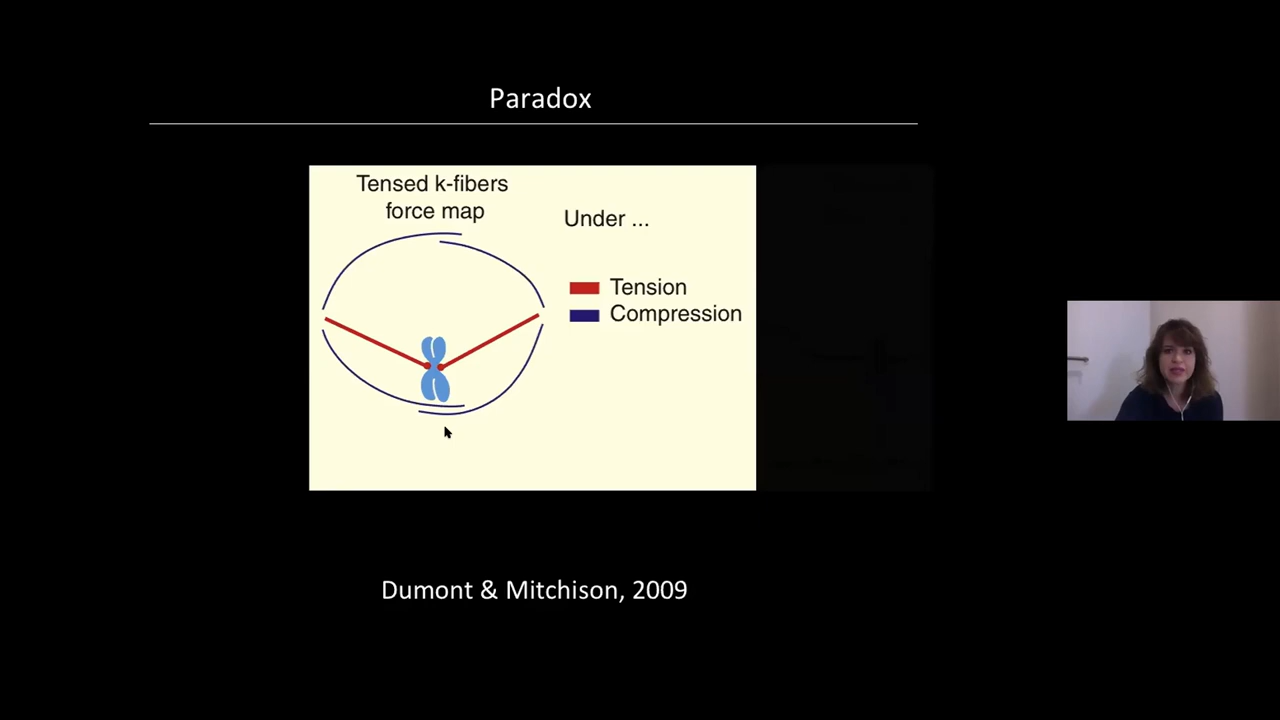 Paradox
Tensed k-fibers
force map
Under ...
Tension
Compression
Dumont & Mitchison, 2009